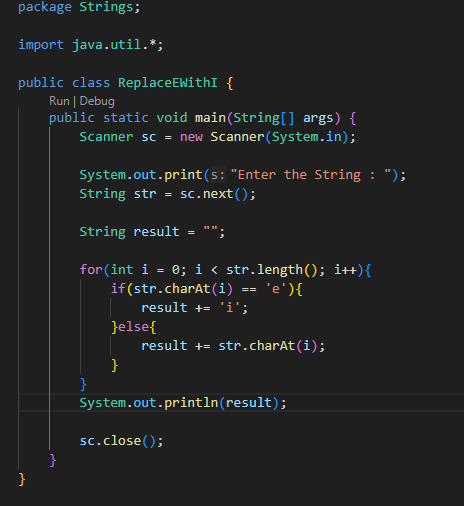 package Strings;
import java.util.*;
public class ReplaceEWithI {
Run | Debug
public static void main(String[] args) {
Scanner sc = new Scanner(System.in);
System.out.print(s: "Enter the String : ");
String str = sc.next();
String result = "";
for(int i = 0; i < str.length(); i++){
if(str.charAt(i) == 'e'){
result += 'i';
}else{
result += str.charAt(i);
}
}
System.out.println(result);
sc.close();
}
}